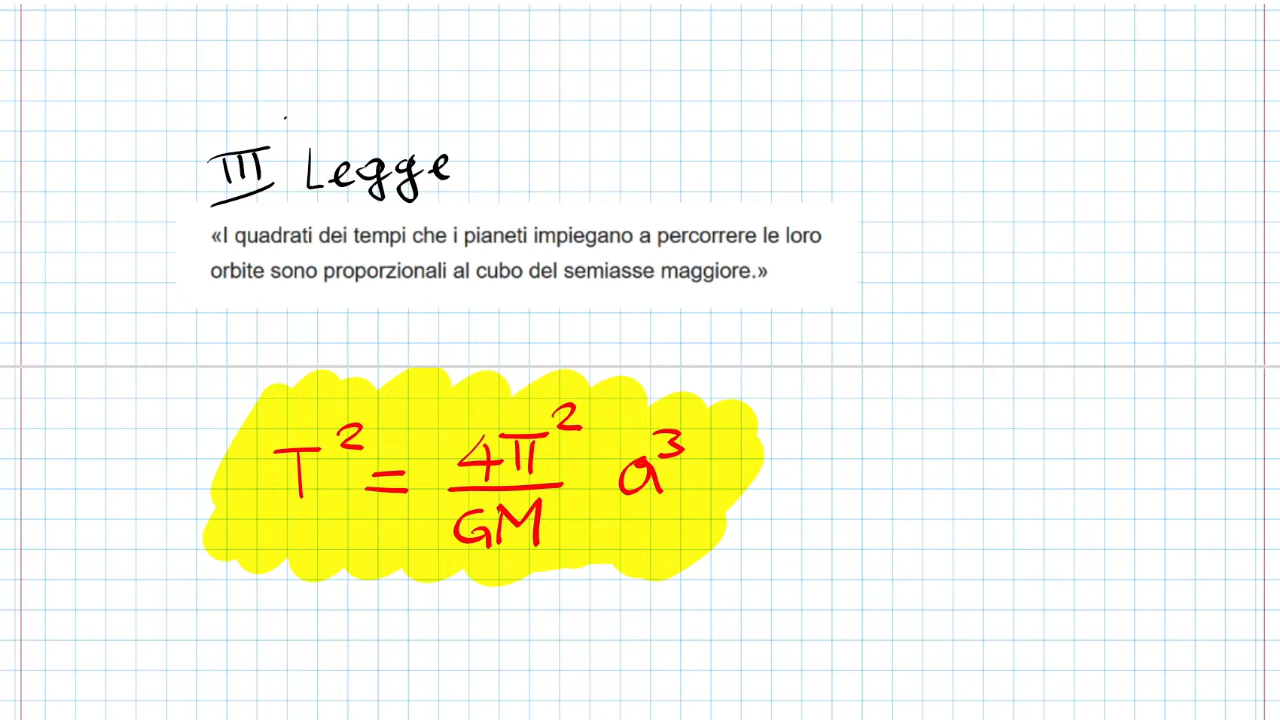 III Legge
«I quadrati dei tempi che i pianeti impiegano a percorrere le loro
orbite sono proporzionali al cubo del semiasse maggiore.»
T² = 4π² / GM a³